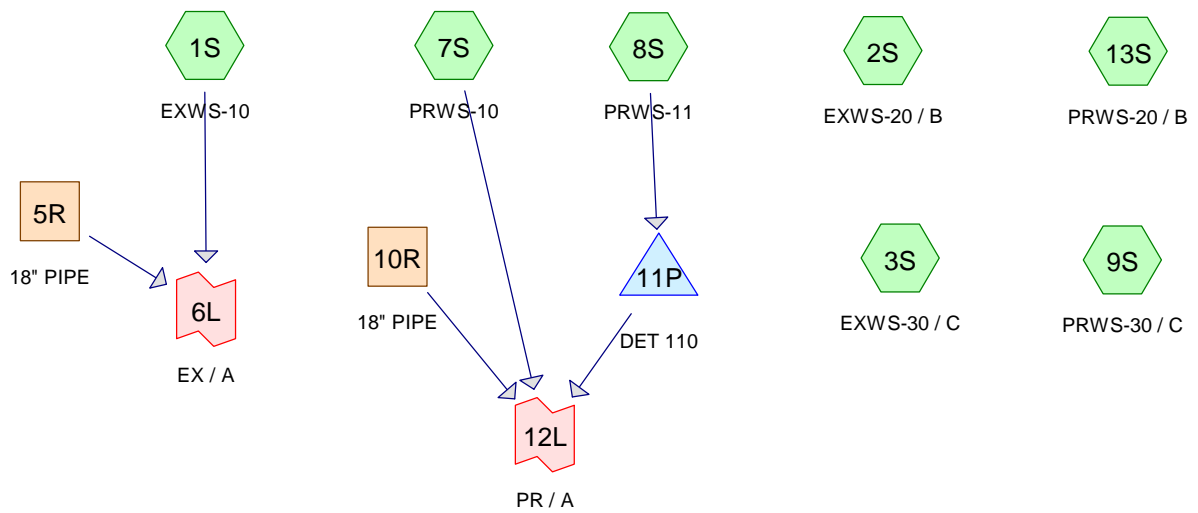 1S
7S
8S
2S
13S
EXWS-10
PRWS-10
PRWS-11
EXWS-20 / B
PRWS-20 / B
5R
18" PIPE
10R
18" PIPE
11P
DET 110
3S
9S
EXWS-30 / C
PRWS-30 / C
6L
EX / A
12L
PR / A